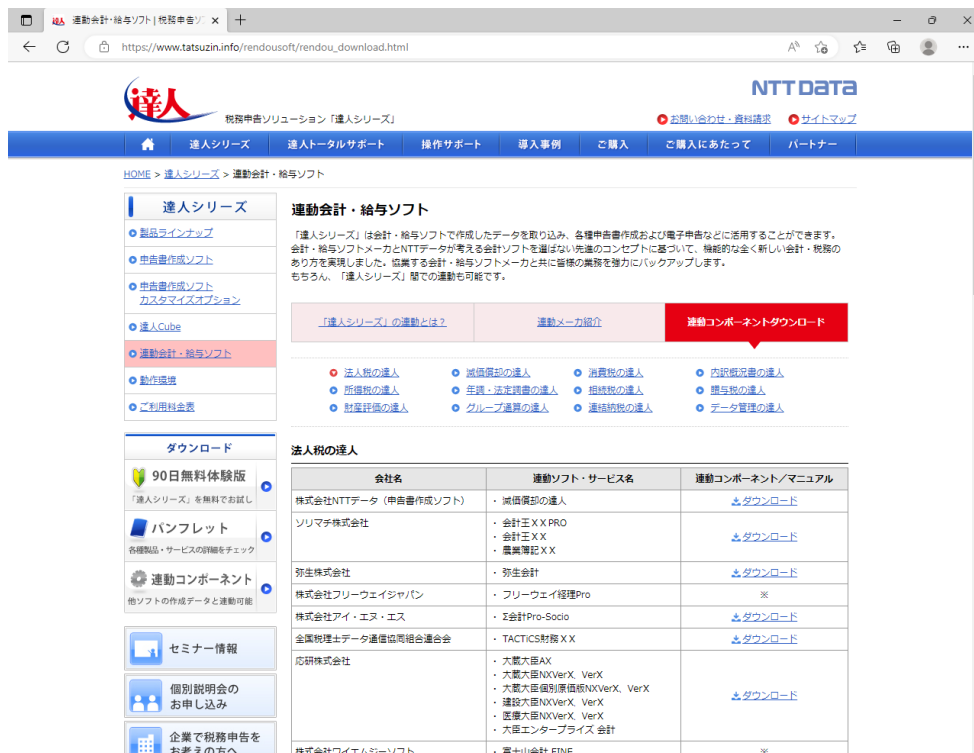 連動会計・給与ソフト | 税務申告ソ
https://www.tatsuzin.info/rendousoft/rendou_download.html
達人
税務申告ソリューション「達人シリーズ」
NTT DATA
お問い合わせ・資料請求 サイトマップ
達人シリーズ 達人トータルサポート 操作サポート 導入事例 ご購入 ご購入にあたって パートナー
HOME > 達人シリーズ > 連動会計・給与ソフト
達人シリーズ
製品ラインナップ
申告書作成ソフト
申告書作成ソフト
カスタマイズオプション
達人Cube
連動会計・給与ソフト
動作環境
ご利用料金表
ダウンロード
90日無料体験版
「達人シリーズ」を無料でお試し
パンフレット
各種製品・サービスの詳細をチェック
連動コンポーネント
他ソフトの作成データと連動可能
セミナー情報
個別説明会の
お申し込み
企業で税務申告を
お考えの方へ
連動会計・給与ソフト
「達人シリーズ」は会計・給与ソフトで作成したデータを取り込み、各種申告書作成および電子申告などに活用することができます。
会計・給与ソフトメーカとNTTデータが考える会計ソフトを選ばない先進のコンセプトに基づいて、機能的な全く新しい会計・税務の
あり方を実現しました。協業する会計・給与ソフトメーカと共に皆様の業務を強力にバックアップします。
もちろん、「達人シリーズ」間での連動も可能です。
「達人シリーズ」の連動とは？ 連動メーカ紹介 連動コンポーネントダウンロード
法人税の達人 減価償却の達人 消費税の達人 内訳概況書の達人
所得税の達人 年調・法定調書の達人 相続税の達人 贈与税の達人
財産評価の達人 グループ通算の達人 連結納税の達人 データ管理の達人
法人税の達人
会社名 連動ソフト・サービス名 連動コンポーネント／マニュアル
株式会社NTTデータ（申告書作成ソフト） ・ 減価償却の達人 ダウンロード
ソリマチ株式会社 ・ 会計王ＸＸPRO
・ 会計王ＸＸ ダウンロード
・ 農業簿記ＸＸ
弥生株式会社 ・ 弥生会計 ダウンロード
株式会社フリーウェイジャパン ・ フリーウェイ経理Pro ※
株式会社アイ・エヌ・エス ・ Σ会計Pro-Socio ダウンロード
全国税理士データ通信協同組合連合会 ・ TACTiCS財務ＸＸ ダウンロード
応研株式会社 ・ 大蔵大臣AX
・ 大蔵大臣NXVerX、VerX
・ 大蔵大臣個別原価版NXVerX、VerX
・ 建設大臣NXVerX、VerX ダウンロード
・ 医療大臣NXVerX、VerX
・ 大臣エンタープライズ 会計
株式会社ワイエムジーソフト ・ 富士山会計 FINE ※